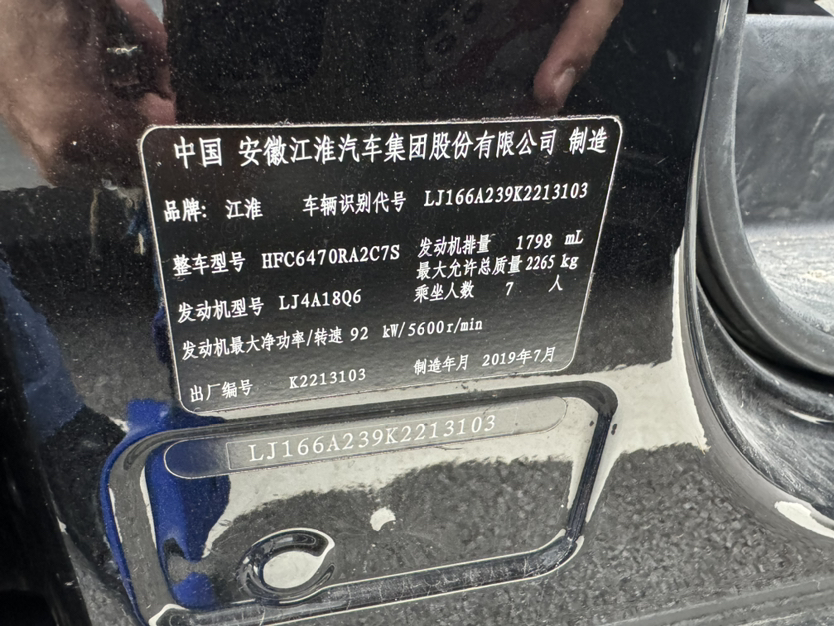 中国 安徽江淮汽车集团股份有限公司 制造
品牌: 江淮 车辆识别代号 LJ166A239K2213103
整车型号 HFC6470RA2C7S 发动机排量 1798 mL
最大允许总质量 2265 kg
发动机型号 LJ4A18Q6 乘坐人数 7 人
发动机最大净功率/转速 92 kW/5600r/min
出厂编号 K2213103 制造年月 2019年7月
LJ166A239K2213103